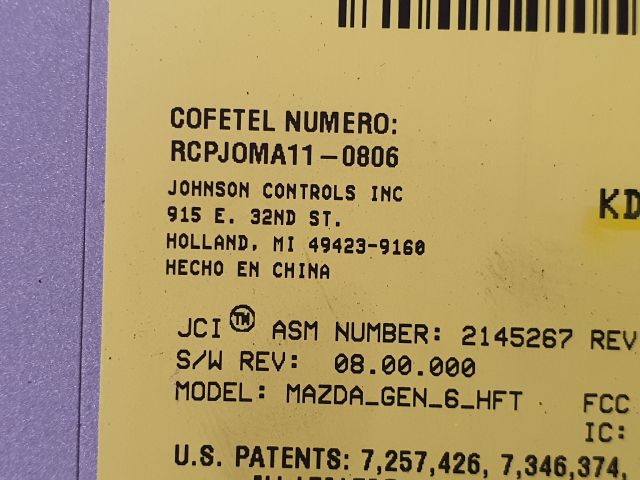 COFETEL NUMERO:
RCPJOMA11-0806
JOHNSON CONTROLS INC
915 E. 32ND ST.
HOLLAND, MI 49423-9160
HECHO EN CHINA
KD
JCI™ ASM NUMBER: 2145267 REV
S/W REV: 08.00.000
MODEL: MAZDA_GEN_6_HFT FCC
IC:
U.S. PATENTS: 7,257,426, 7,346,374,